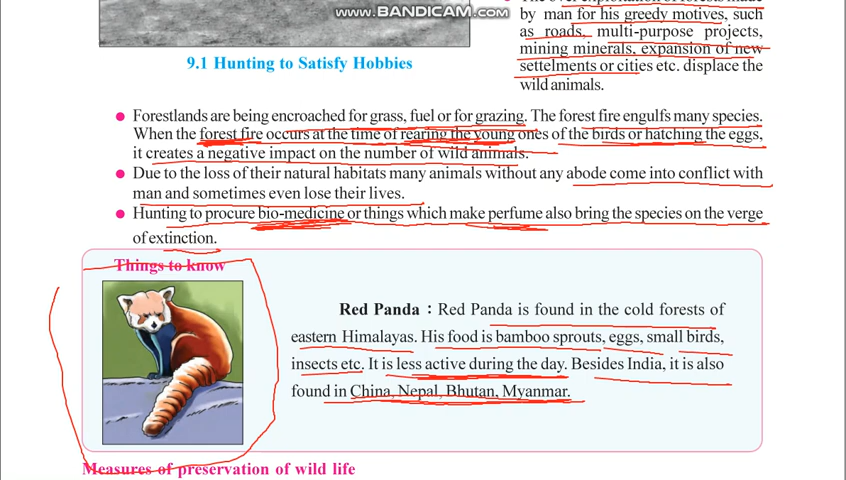 www.BANDICAM.com
The over exploitation of forests made
by man for his greedy motives, such
as roads, multi-purpose projects,
mining minerals, expansion of new
settelments or cities etc. displace the
wild animals.
9.1 Hunting to Satisfy Hobbies
Forestlands are being encroached for grass, fuel or for grazing. The forest fire engulfs many species.
When the forest fire occurs at the time of rearing the young ones of the birds or hatching the eggs,
it creates a negative impact on the number of wild animals.
Due to the loss of their natural habitats many animals without any abode come into conflict with
man and sometimes even lose their lives.
Hunting to procure bio-medicine or things which make perfume also bring the species on the verge
of extinction.
Things to know
Red Panda : Red Panda is found in the cold forests of
eastern Himalayas. His food is bamboo sprouts, eggs, small birds,
insects etc. It is less active during the day. Besides India, it is also
found in China, Nepal, Bhutan, Myanmar.
Measures of preservation of wild life